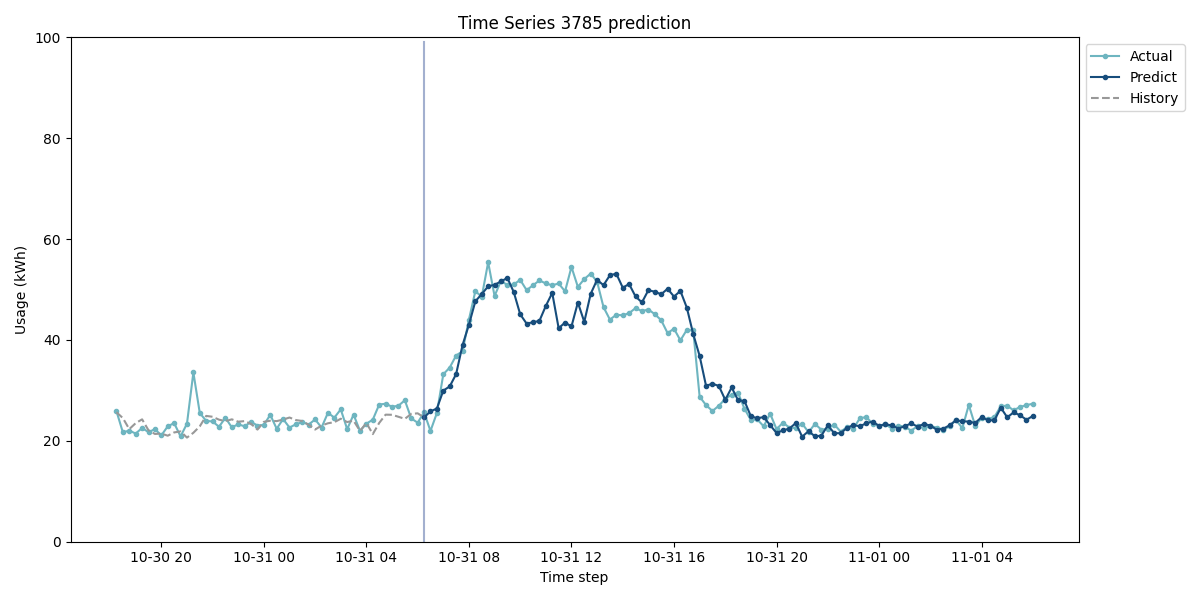 Time Series 3785 prediction
100
80
60
40
20
0
Usage (kWh)
10-30 20
10-31 00
10-31 04
10-31 08
10-31 12
10-31 16
10-31 20
11-01 00
11-01 04
Time step
Actual
Predict
History